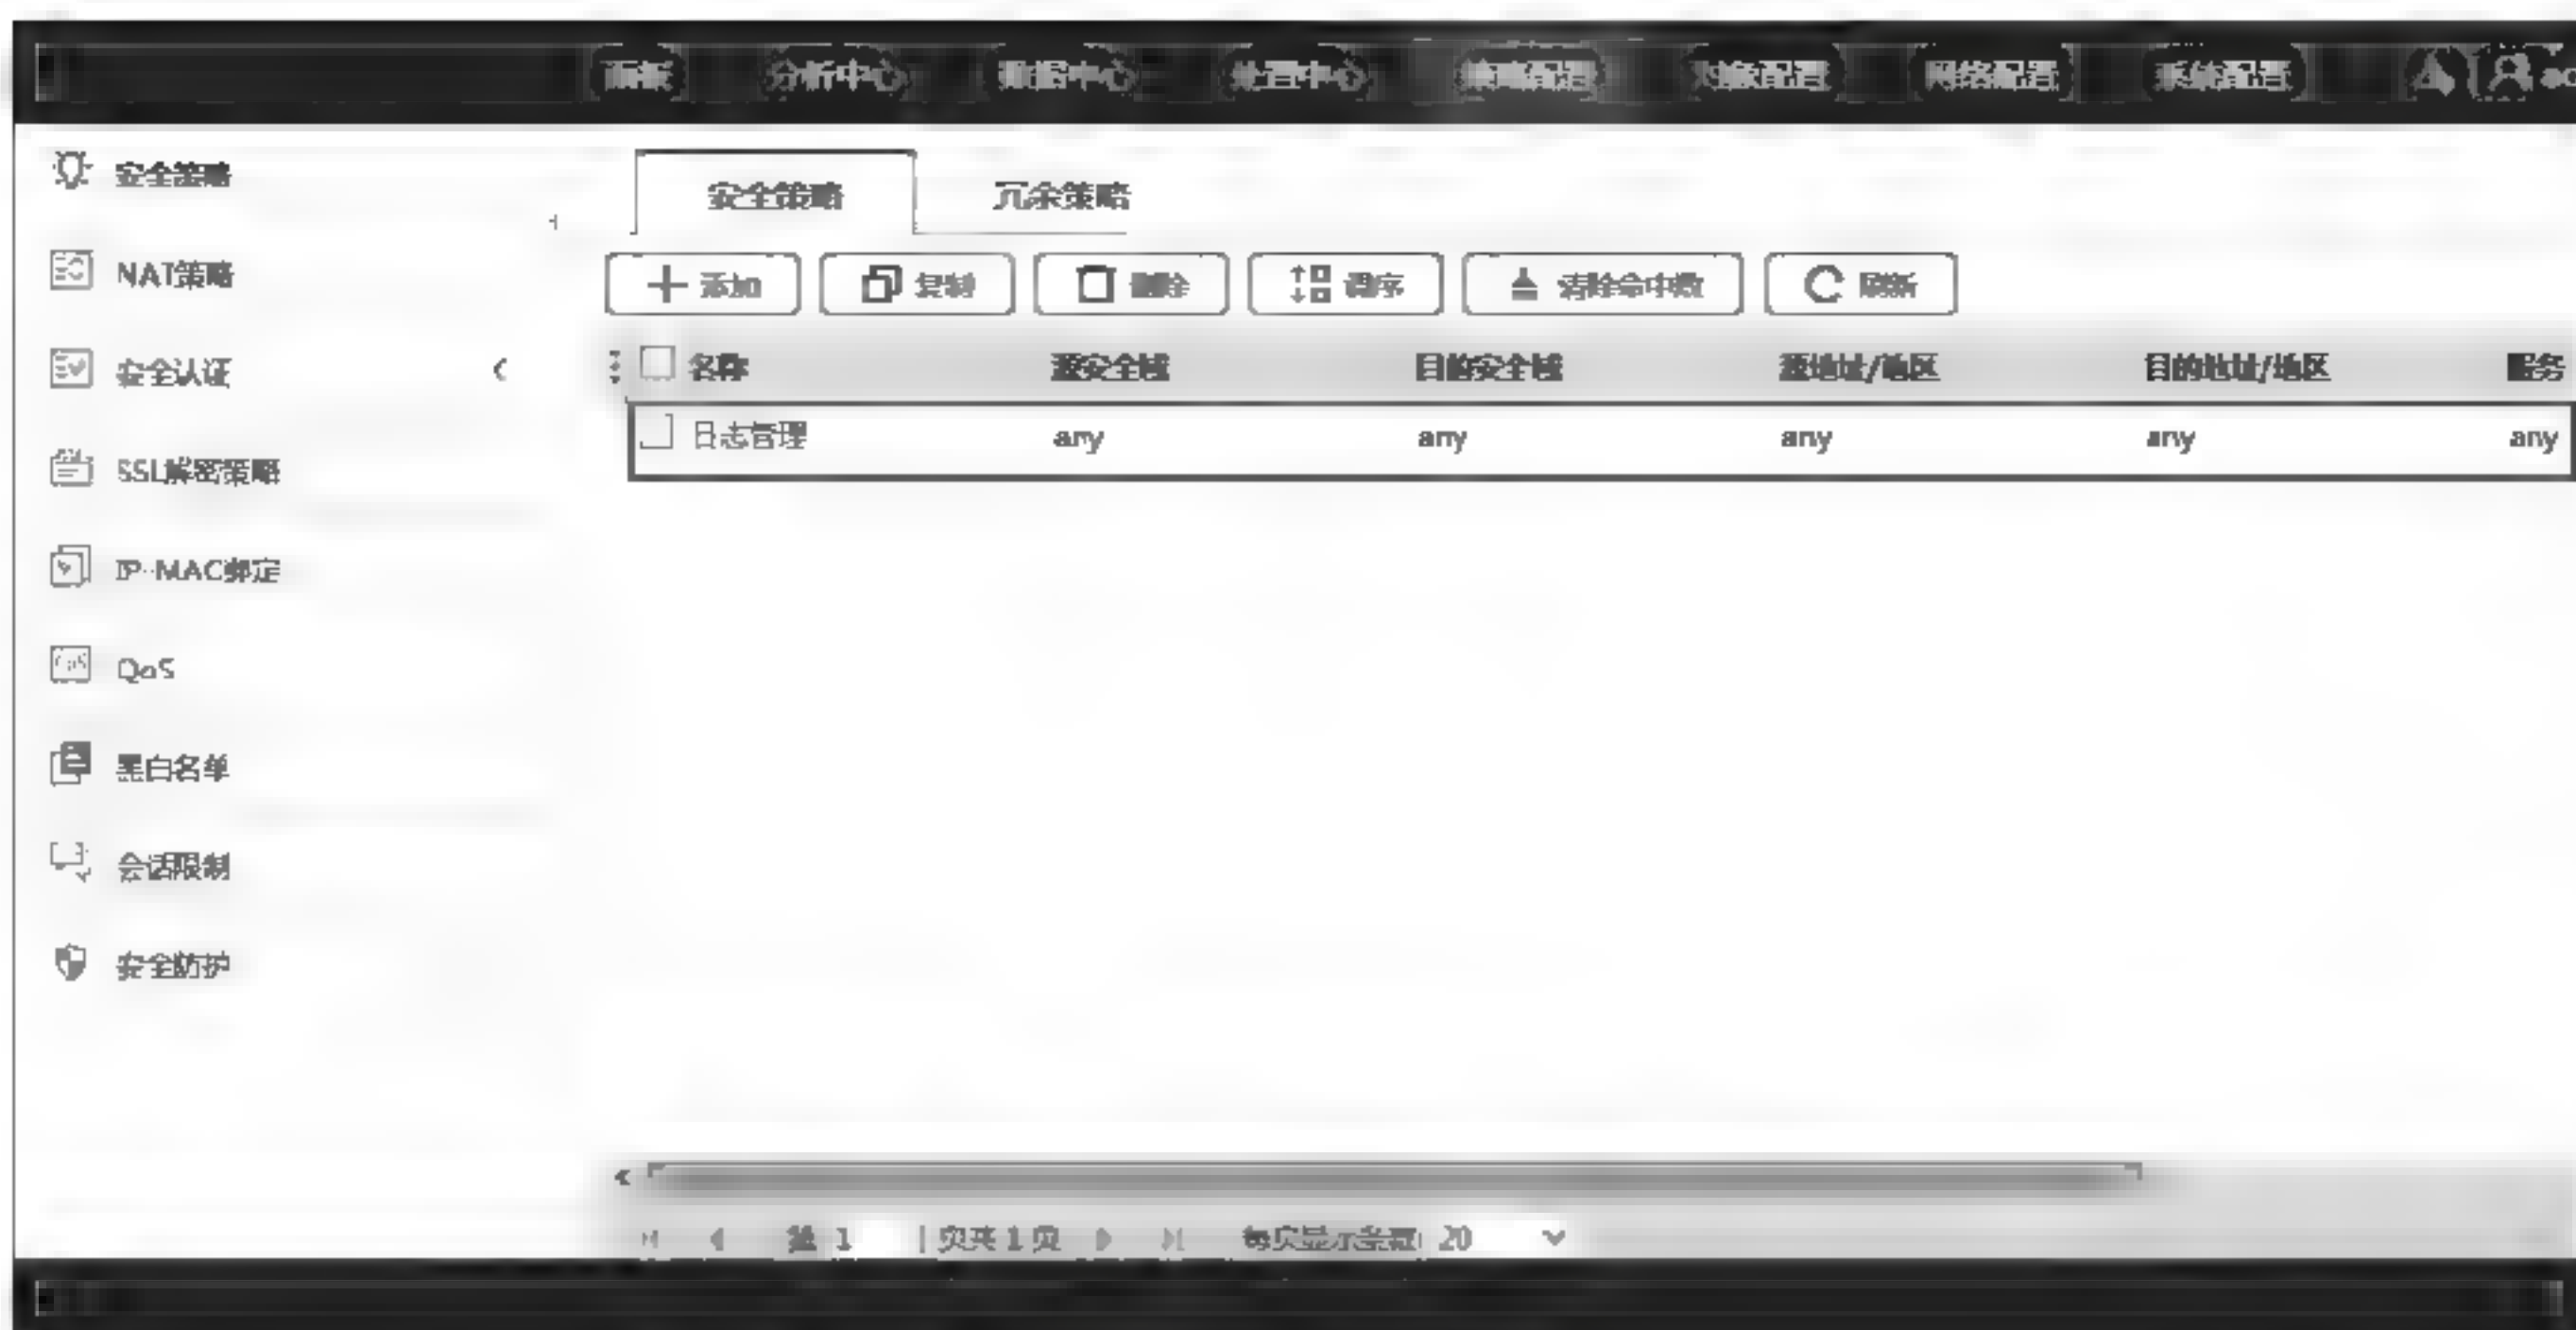 面板 分析中心 数据中心 处置中心 策略配置 对象配置 网络配置 系统配置
安全策略
NAT策略
安全认证
SSL解密策略
IP-MAC绑定
QoS
黑白名单
会话限制
安全防护
安全策略 冗余策略
添加 复制 删除 调序 清除命中数 刷新
名称 源安全域 目的安全域 源地址/地区 目的地址/地区 服务
日志管理 any any any any any
第 1 页共 1 页 每页显示条数 20